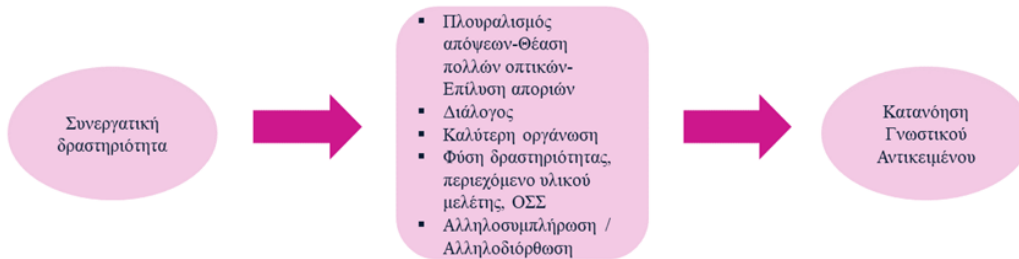 Συνεργατική
δραστηριότητα
▪ Πλουραλισμός
απόψεων-Θέαση
πολλών οπτικών-
Επίλυση αποριών
▪ Διάλογος
▪ Καλύτερη οργάνωση
▪ Φύση δραστηριότητας,
περιεχόμενο υλικού
μελέτης, ΟΣΣ
▪ Αλληλοσυμπλήρωση /
Αλληλοδιόρθωση
Κατανόηση
Γνωστικού
Αντικειμένου